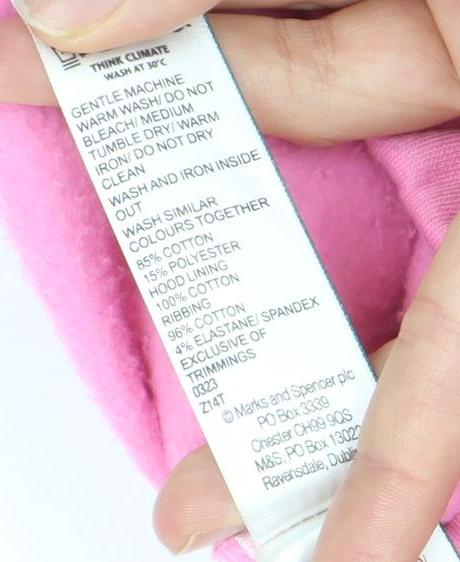 THINK CLIMATE
WASH AT 30°C
GENTLE MACHINE
WARM WASH/ DO NOT
BLEACH/ MEDIUM
TUMBLE DRY/ WARM
IRON/ DO NOT DRY
CLEAN
WASH AND IRON INSIDE
OUT
WASH SIMILAR
COLOURS TOGETHER
85% COTTON
15% POLYESTER
HOOD LINING
100% COTTON
RIBBING
96% COTTON
4% ELASTANE/ SPANDEX
EXCLUSIVE OF
TRIMMINGS
0323
Z14T
© Marks and Spencer plc
PO Box 3339
Chester CH99 9QS
M&S, PO Box 13022
Ravensdale, Dublin